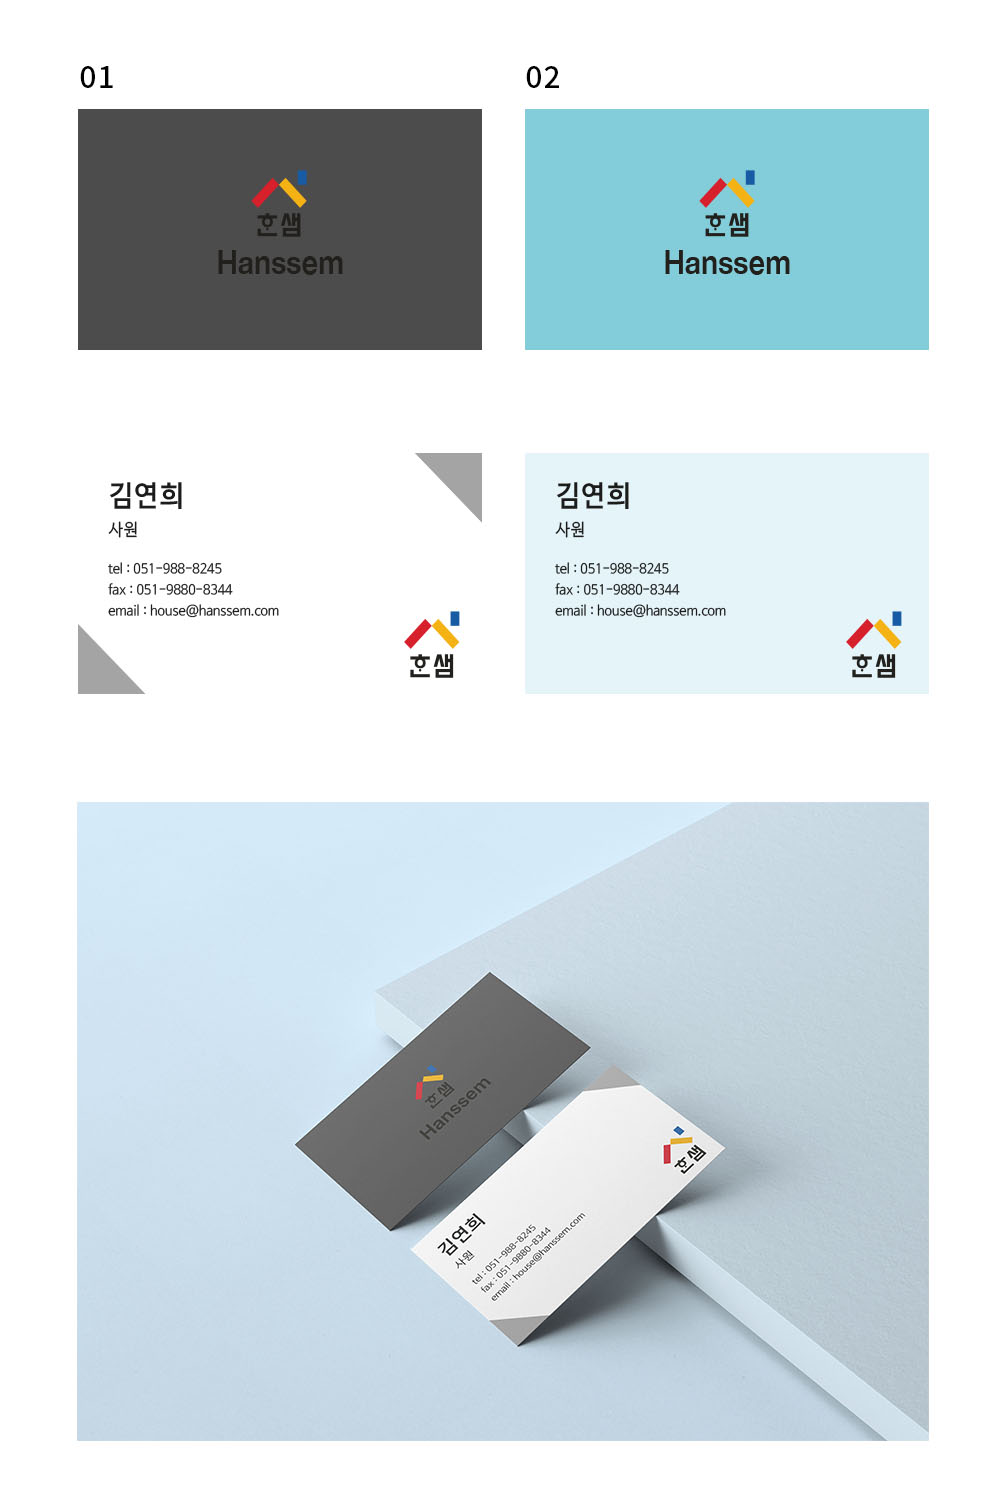 01
02
한샘
Hanssem
한샘
Hanssem
김연희
사원
tel : 051-988-8245
fax : 051-9880-8344
email : house@hanssem.com
한샘
김연희
사원
tel : 051-988-8245
fax : 051-9880-8344
email : house@hanssem.com
한샘
한샘
Hanssem
한샘
김연희
사원
tel : 051-988-8245
fax : 051-9880-8344
email : house@hanssem.com